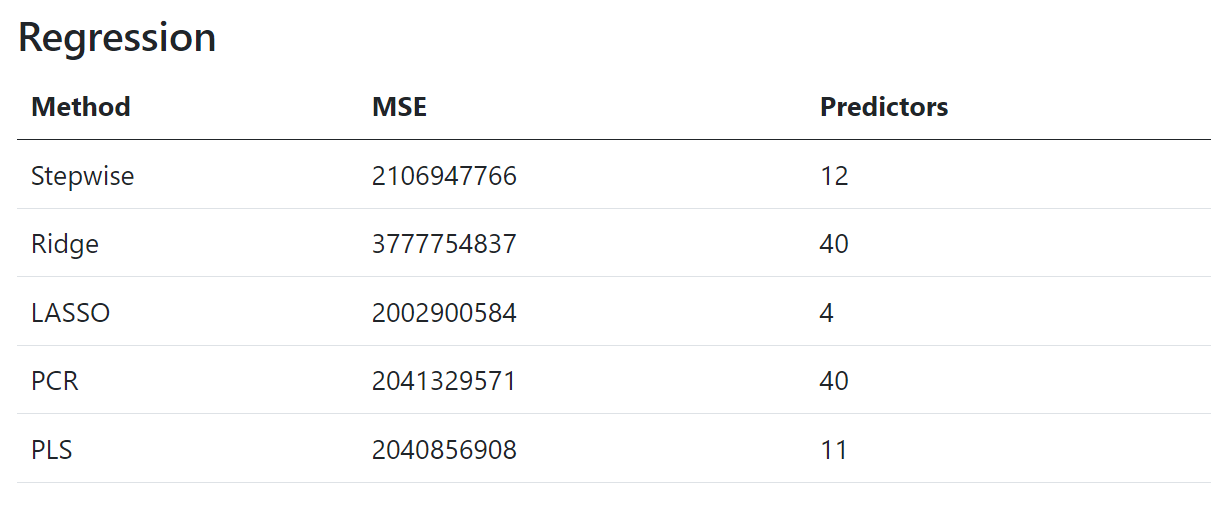 Regression
Method MSE Predictors
Stepwise 2106947766 12
Ridge 3777754837 40
LASSO 2002900584 4
PCR 2041329571 40
PLS 2040856908 11